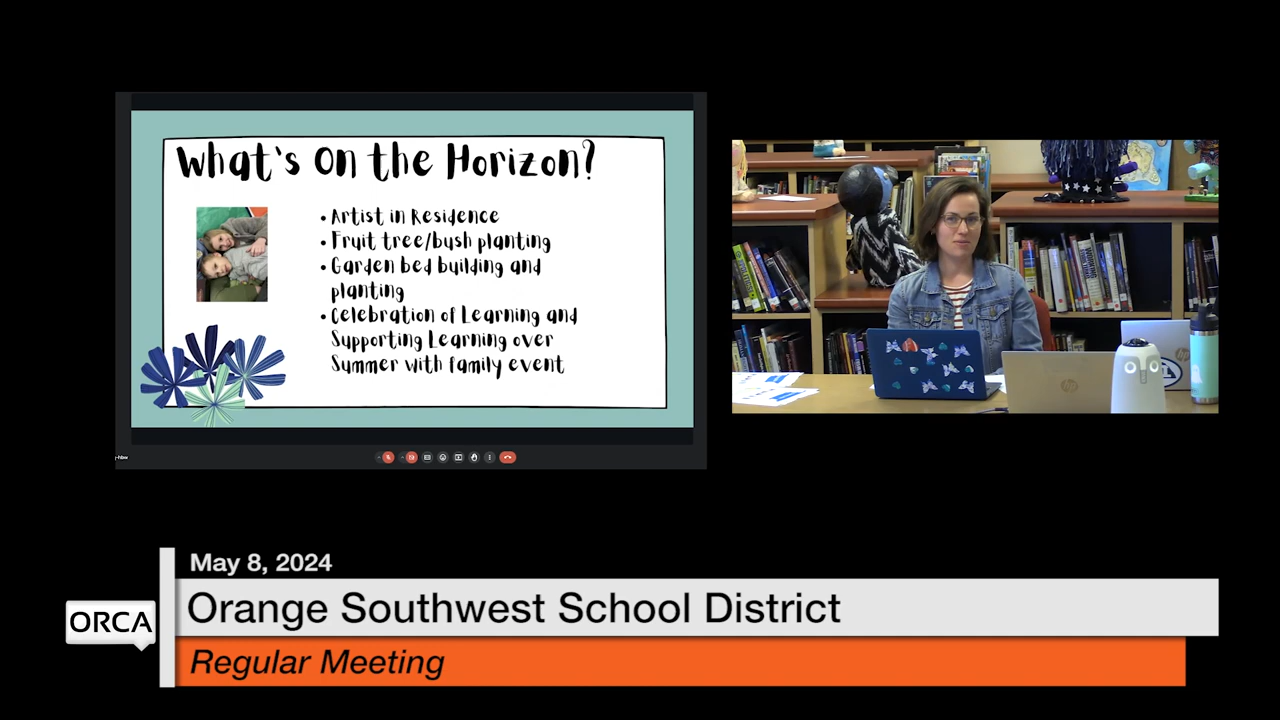 What's On the Horizon?
• Artist in Residence
• Fruit tree/bush planting
• Garden bed building and
planting
• Celebration of Learning and
Supporting Learning over
Summer with family event
May 8, 2024
Orange Southwest School District
ORCA
Regular Meeting